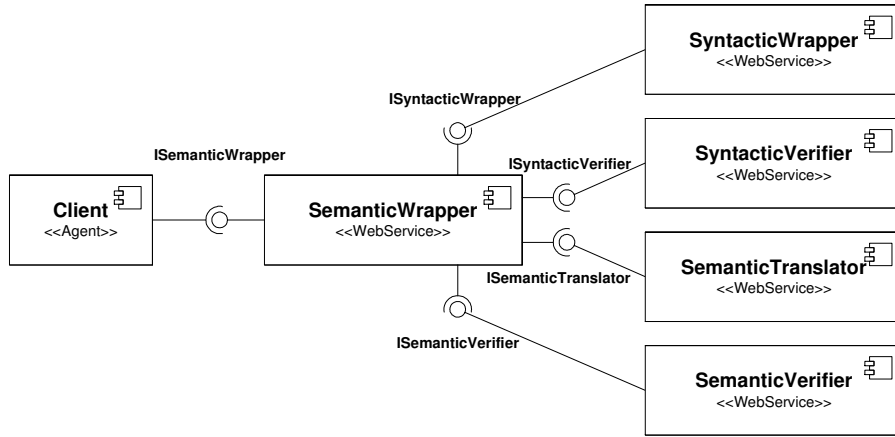 SyntacticWrapper
<<WebService>>
ISyntacticWrapper
ISemanticWrapper
ISyntacticVerifier
SyntacticVerifier
<<WebService>>
Client
<<Agent>>
SemanticWrapper
<<WebService>>
ISemanticTranslator
SemanticTranslator
<<WebService>>
ISemanticVerifier
SemanticVerifier
<<WebService>>